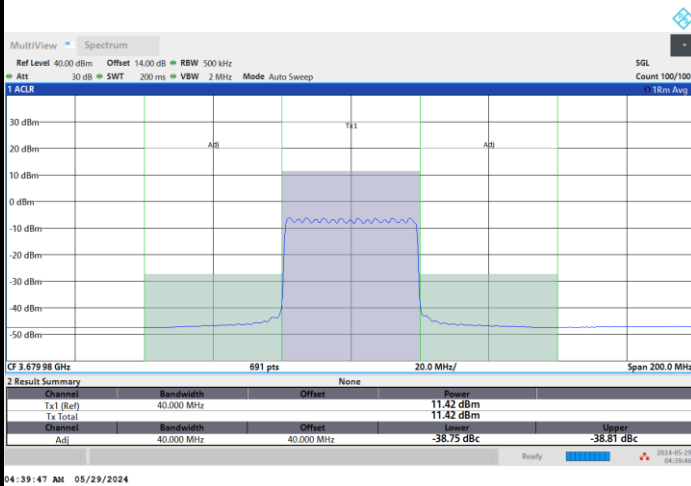 MultiView Spectrum
Ref Level 40.00 dBm Offset 14.00 dB RBW 500 kHz SGL
Att 30 dB SWT 200 ms VBW 2 MHz Mode Auto Sweep Count 100/100
1 ACLR 1Rm Avg
30 dBm
Tx1
20 dBm
Adj Adj
10 dBm
0 dBm
-10 dBm
-20 dBm
-30 dBm
-40 dBm
-50 dBm
CF 3.679 98 GHz 691 pts 20.0 MHz/ Span 200.0 MHz
2 Result Summary None
Channel Bandwidth Offset Power
Tx1 (Ref) 40.000 MHz 11.42 dBm
Tx Total 11.42 dBm
Channel Bandwidth Offset Lower Upper
Adj 40.000 MHz 40.000 MHz -38.75 dBc -38.81 dBc
Ready 2024-05-29
04:39:48
04:39:47 AM 05/29/2024